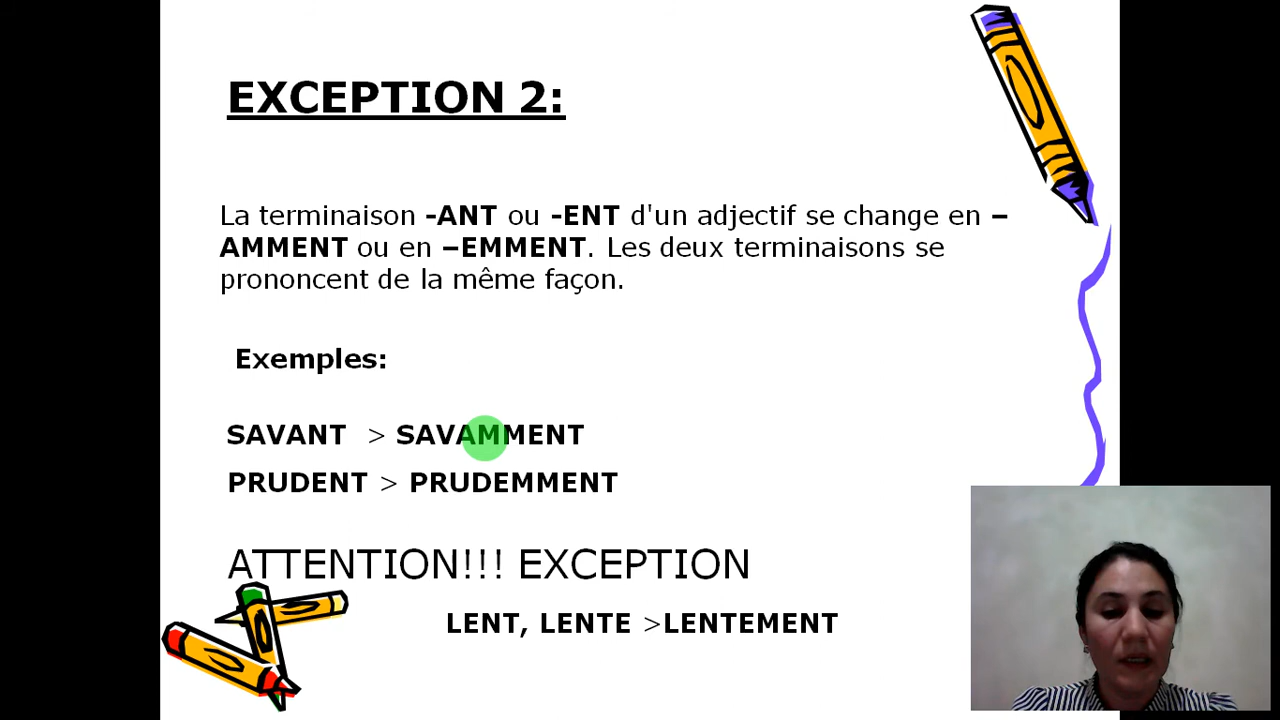 EXCEPTION 2:
La terminaison -ANT ou -ENT d'un adjectif se change en –
AMMENT ou en –EMMENT. Les deux terminaisons se
prononcent de la même façon.
Exemples:
SAVANT > SAVAMMENT
PRUDENT > PRUDEMMENT
ATTENTION!!! EXCEPTION
LENT, LENTE >LENTEMENT